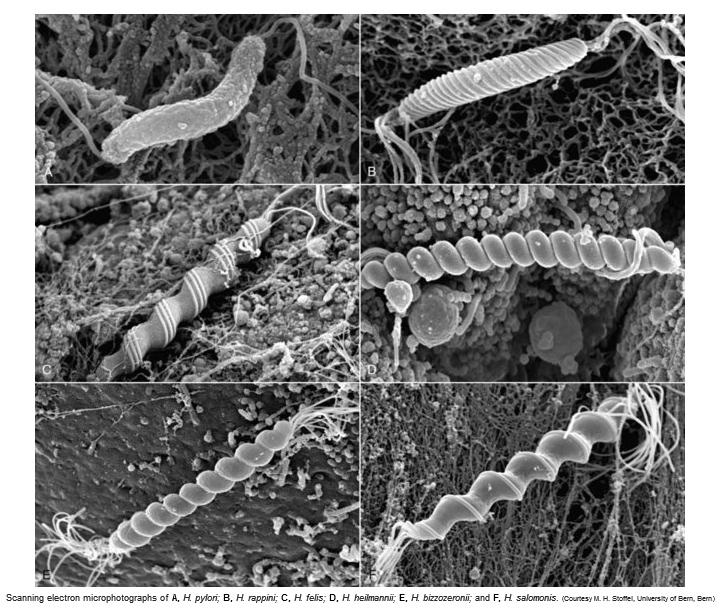 A
B
C
D
E
F
Scanning electron microphotographs of A, H. pylori; B, H. rappini; C, H. felis; D, H. heilmannii; E, H. bizzozeronii; and F, H. salomonis. (Courtesy M. H. Stoffel, University of Bern, Bern)